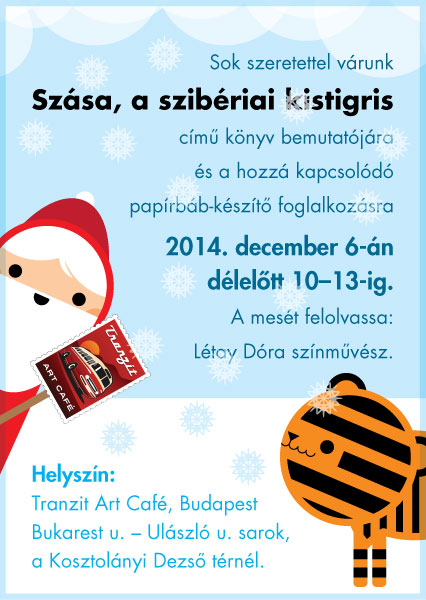 Sok szeretettel várunk
Szása, a szibériai kistigris
című könyv bemutatójára
és a hozzá kapcsolódó
papírbáb-készítő foglalkozásra
2014. december 6-án
délelőtt 10–13-ig.
A mesét felolvassa:
Létay Dóra színművész.
Tranzit
ART CAFÉ
Helyszín:
Tranzit Art Café, Budapest
Bukarest u. – Ulászló u. sarok,
a Kosztolányi Dezső térnél.